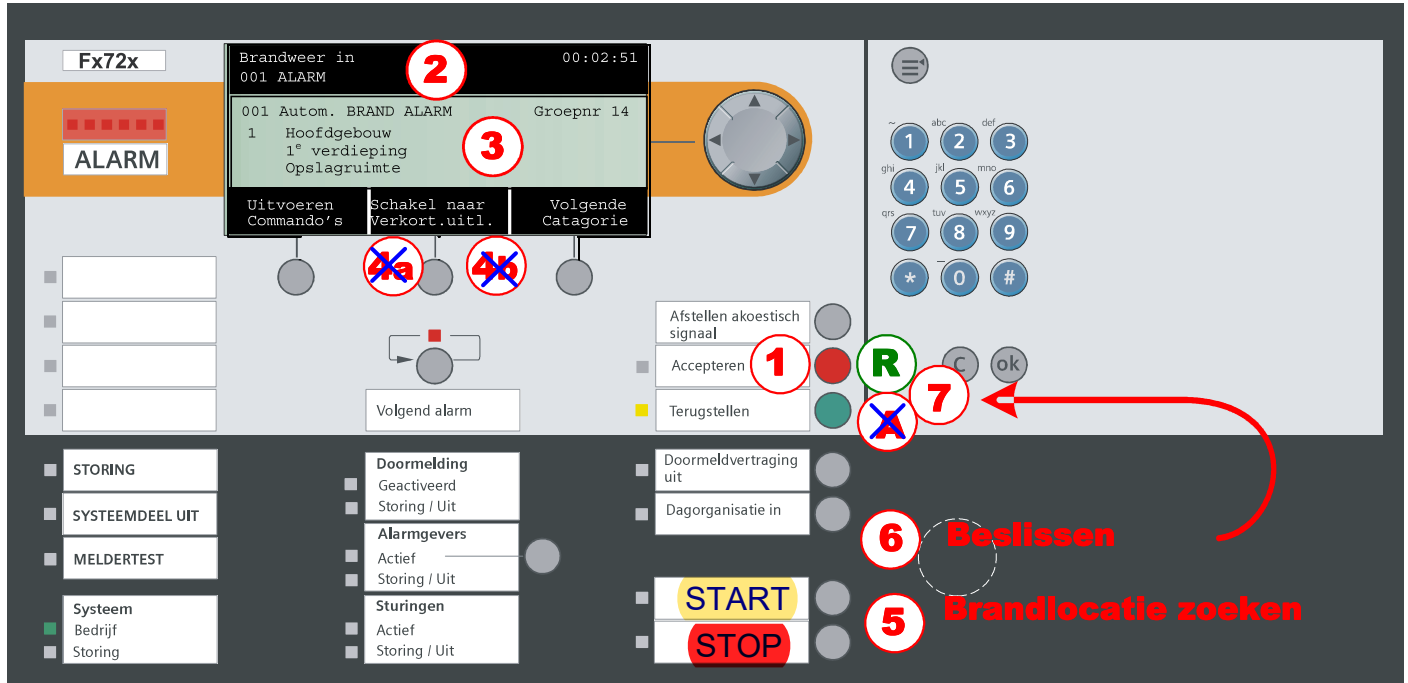 Fx72x
Brandweer in 00:02:51
001 ALARM
2
001 Autom. BRAND ALARM Groepnr 14
1 Hoofdgebouw
1e verdieping
Opslagruimte
3
ALARM
Uitvoeren Schakel naar Volgende
Commando's Verkort.uitl. Catagorie
4a
4b
~ abc def
1 2 3
ghi jkl mno
4 5 6
qrs tuv wxyz
7 8 9
* 0 #
C ok
Afstellen akoestisch
signaal
Accepteren
1
R
Terugstellen
A
7
Volgend alarm
STORING
SYSTEEMDEEL UIT
MELDERTEST
Systeem
Bedrijf
Storing
Doormelding
Geactiveerd
Storing / Uit
Alarmgevers
Actief
Storing / Uit
Sturingen
Actief
Storing / Uit
Doormeldvertraging
uit
Dagorganisatie in
6 Beslissen
START
STOP
5 Brandlocatie zoeken